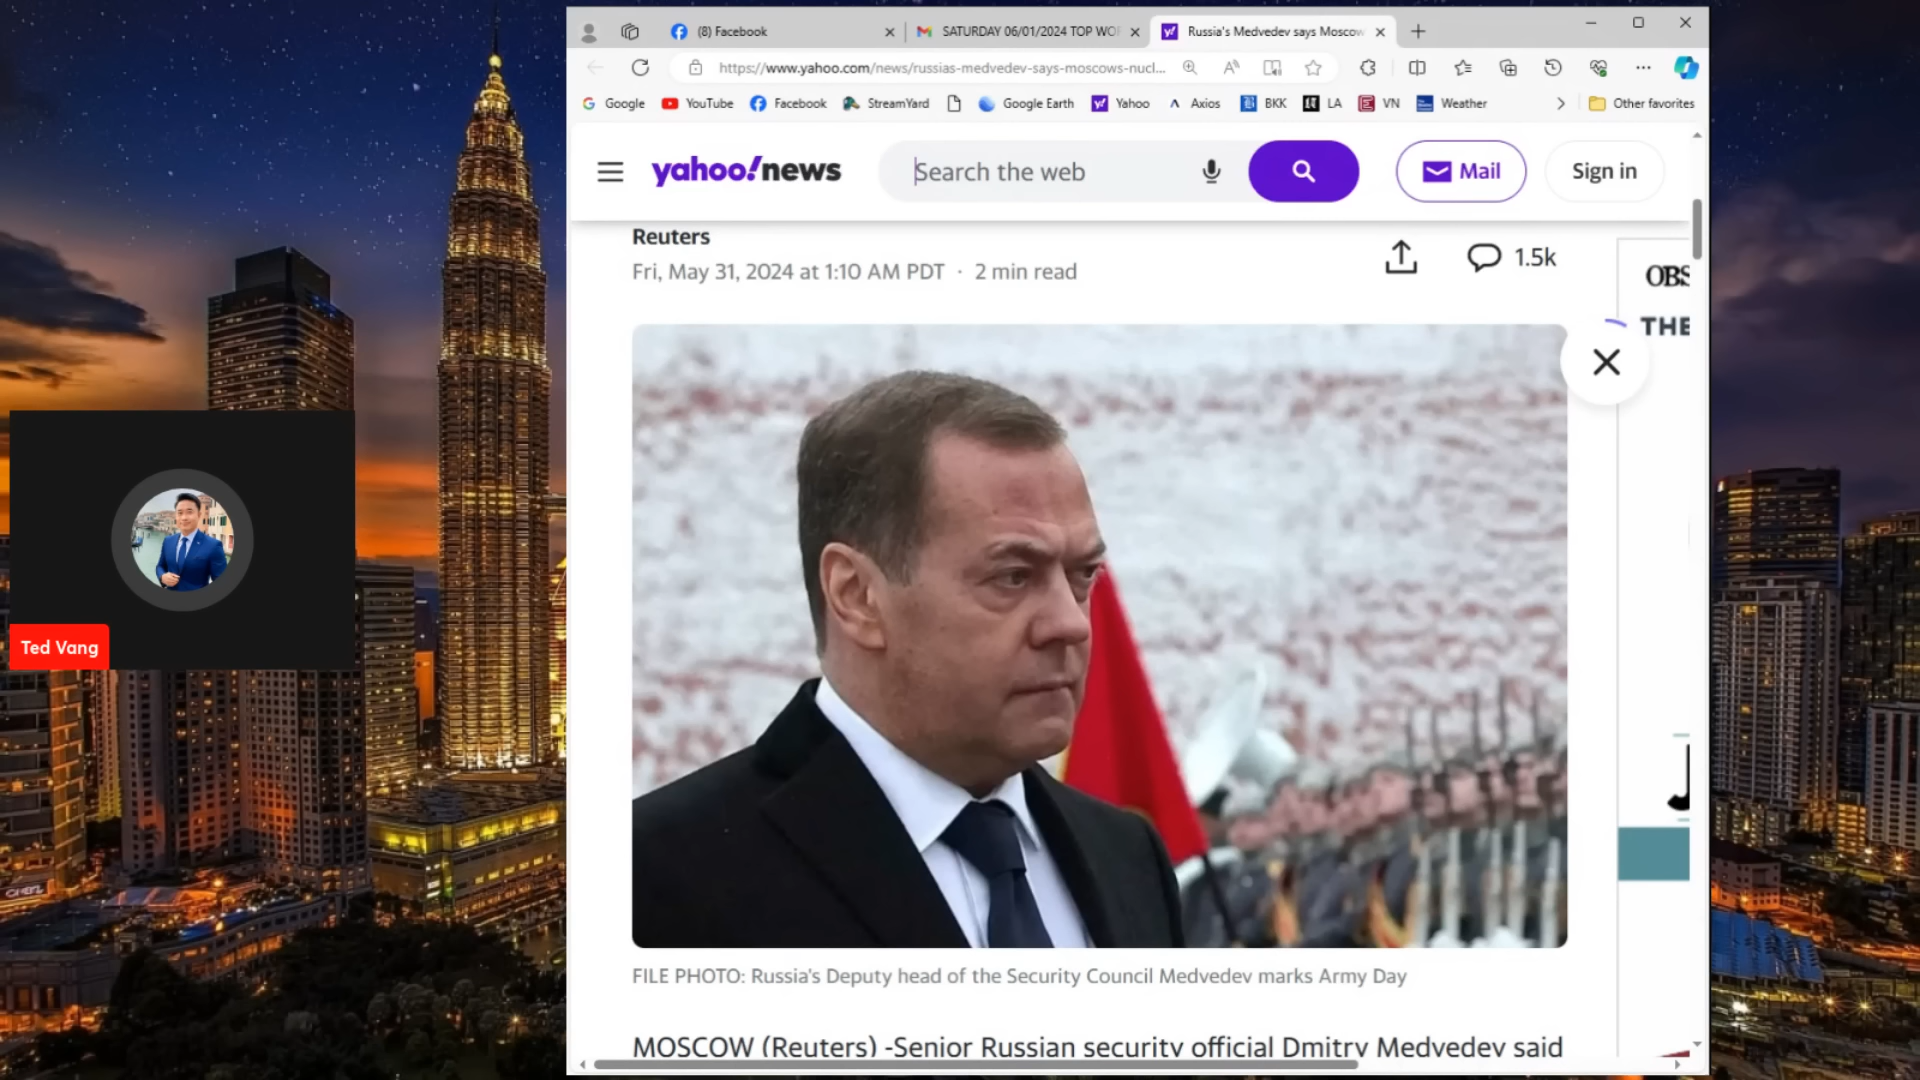 (8) Facebook
SATURDAY 06/01/2024 TOP WO
Russia's Medvedev says Moscow
https://www.yahoo.com/news/russias-medvedev-says-moscows-nucl...
Google
YouTube
Facebook
StreamYard
Google Earth
Yahoo
Axios
BKK
LA
VN
Weather
Other favorites
yahoo!news
Search the web
Mail
Sign in
Reuters
Fri, May 31, 2024 at 1:10 AM PDT · 2 min read
1.5k
OBS
THE
J
Ted Vang
FILE PHOTO: Russia's Deputy head of the Security Council Medvedev marks Army Day
MOSCOW (Reuters) -Senior Russian security official Dmitry Medvedev said